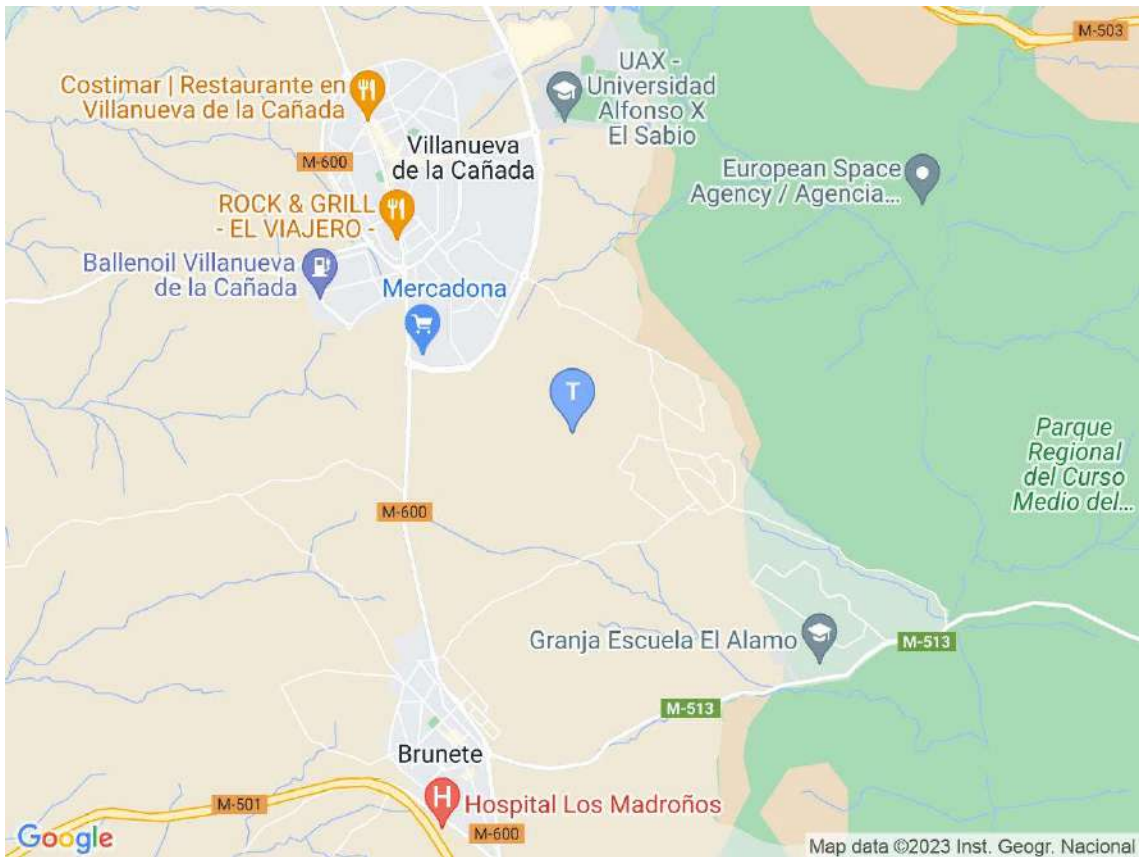 M-503
Costimar | Restaurante en
Villanueva de la Cañada
UAX -
Universidad
Alfonso X
El Sabio
Villanueva
de la Cañada
M-600
European Space
Agency / Agencia...
ROCK & GRILL
- EL VIAJERO -
Ballenoil Villanueva
de la Cañada
Mercadona
T
Parque
Regional
del Curso
Medio del...
M-600
Granja Escuela El Alamo
M-513
M-513
Brunete
M-501
H
Hospital Los Madroños
M-600
Google
Map data ©2023 Inst. Geogr. Nacional